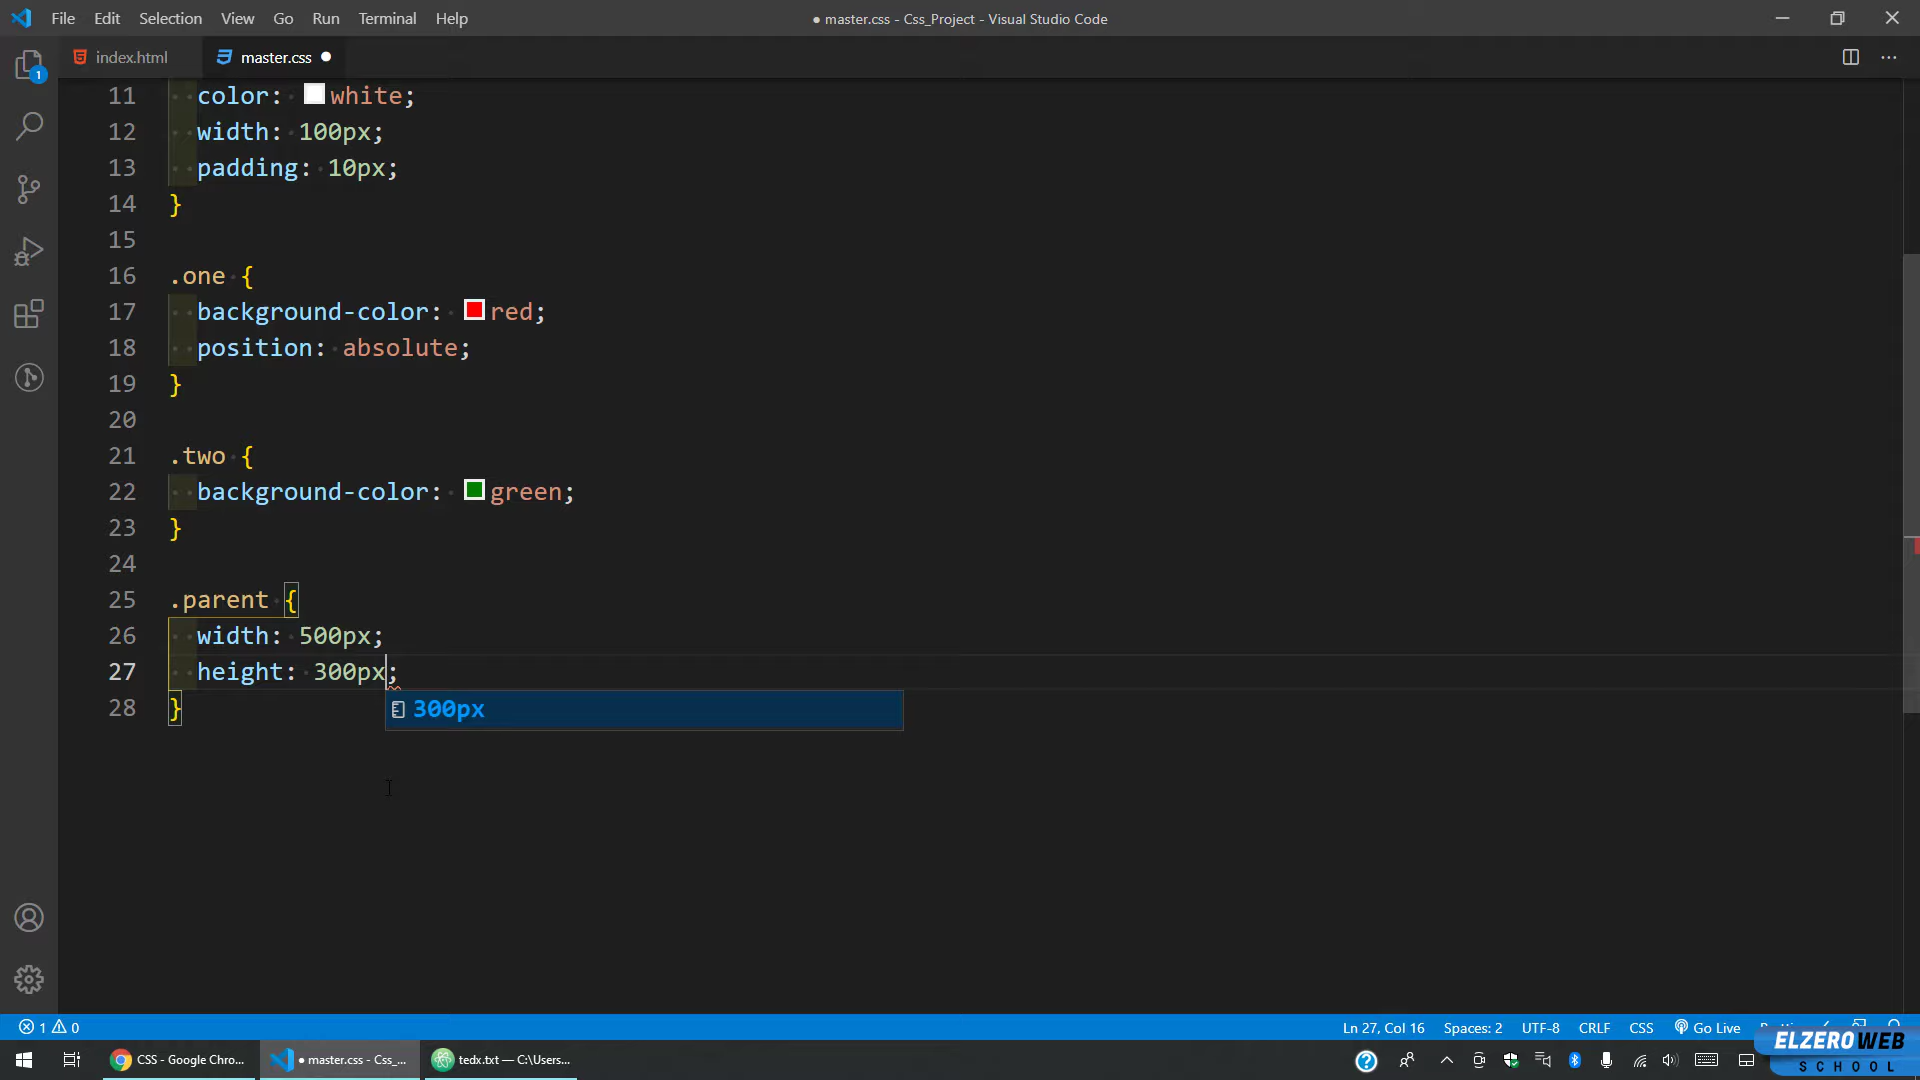 File Edit Selection View Go Run Terminal Help
● master.css - Css_Project - Visual Studio Code
index.html
master.css ●
1
11 color: white;
12 width: 100px;
13 padding: 10px;
14 }
15
16 .one {
17 background-color: red;
18 position: absolute;
19 }
20
21 .two {
22 background-color: green;
23 }
24
25 .parent {
26 width: 500px;
27 height: 300px;
28 }
300px
1 0
Ln 27, Col 16 Spaces: 2 UTF-8 CRLF CSS Go Live
CSS - Google Chro...
● master.css - Css_...
tedx.txt — C:\Users...
ELZEROWEB
SCHOOL